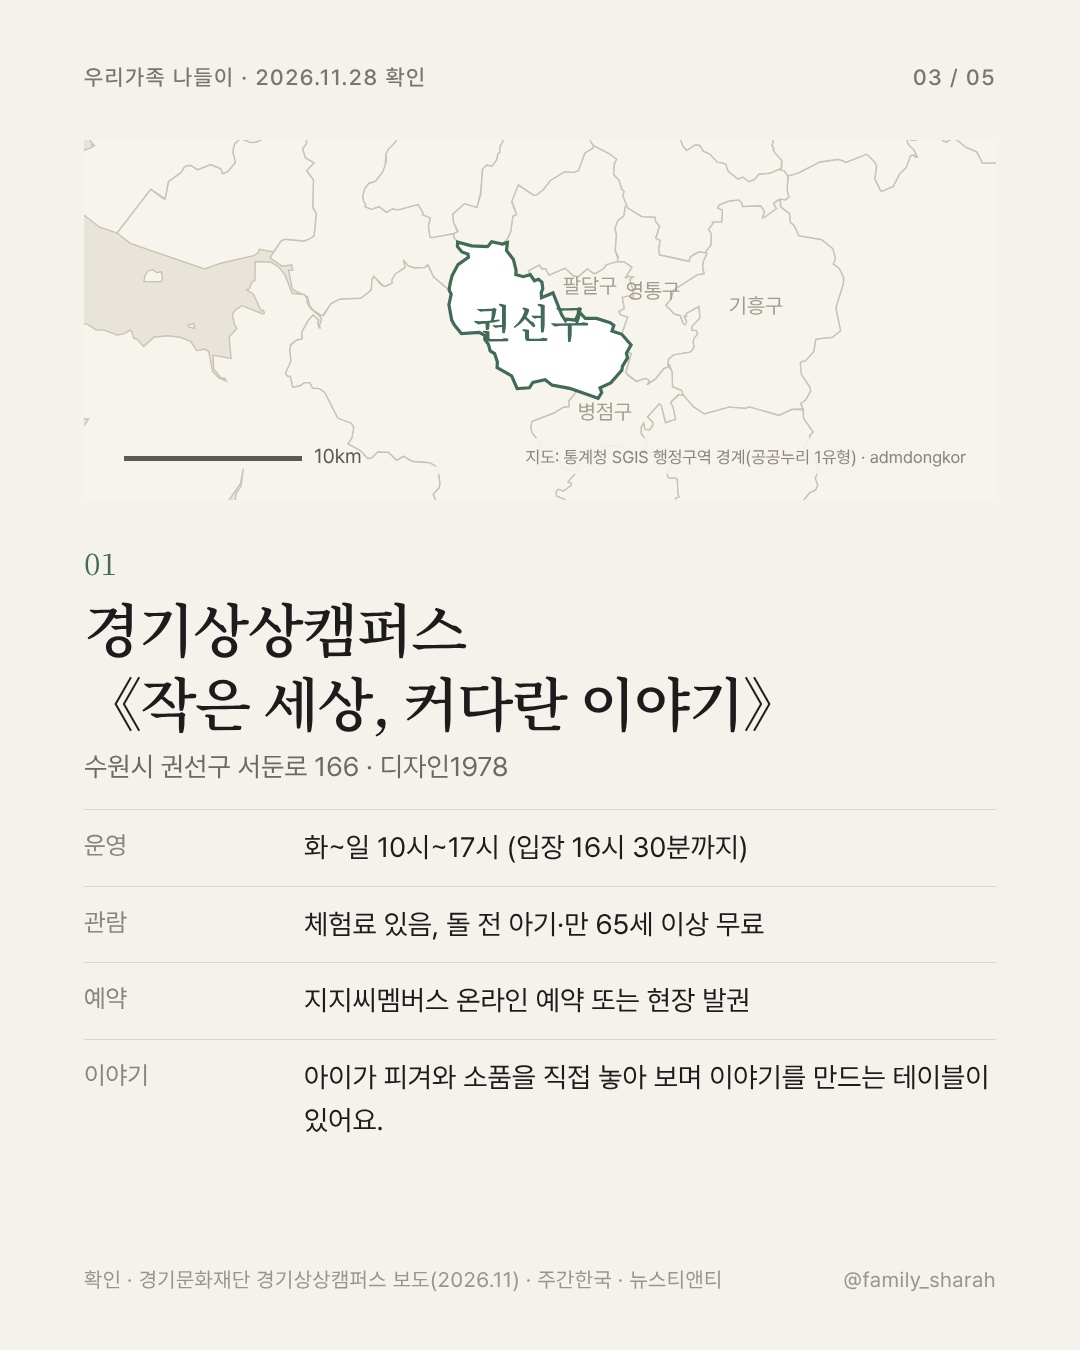 우리가족 나들이 · 2026.11.28 확인
03 / 05
팔달구
영통구
기흥구
권선구
병점구
10km
지도: 통계청 SGIS 행정구역 경계(공공누리 1유형) · admdongkor
01
경기상상캠퍼스
《작은 세상, 커다란 이야기》
수원시 권선구 서둔로 166 · 디자인1978
운영
화~일 10시~17시 (입장 16시 30분까지)
관람
체험료 있음, 돌 전 아기·만 65세 이상 무료
예약
지지씨멤버스 온라인 예약 또는 현장 발권
이야기
아이가 피겨와 소품을 직접 놓아 보며 이야기를 만드는 테이블이
있어요.
확인 · 경기문화재단 경기상상캠퍼스 보도(2026.11) · 주간한국 · 뉴스티앤티
@family_sharah